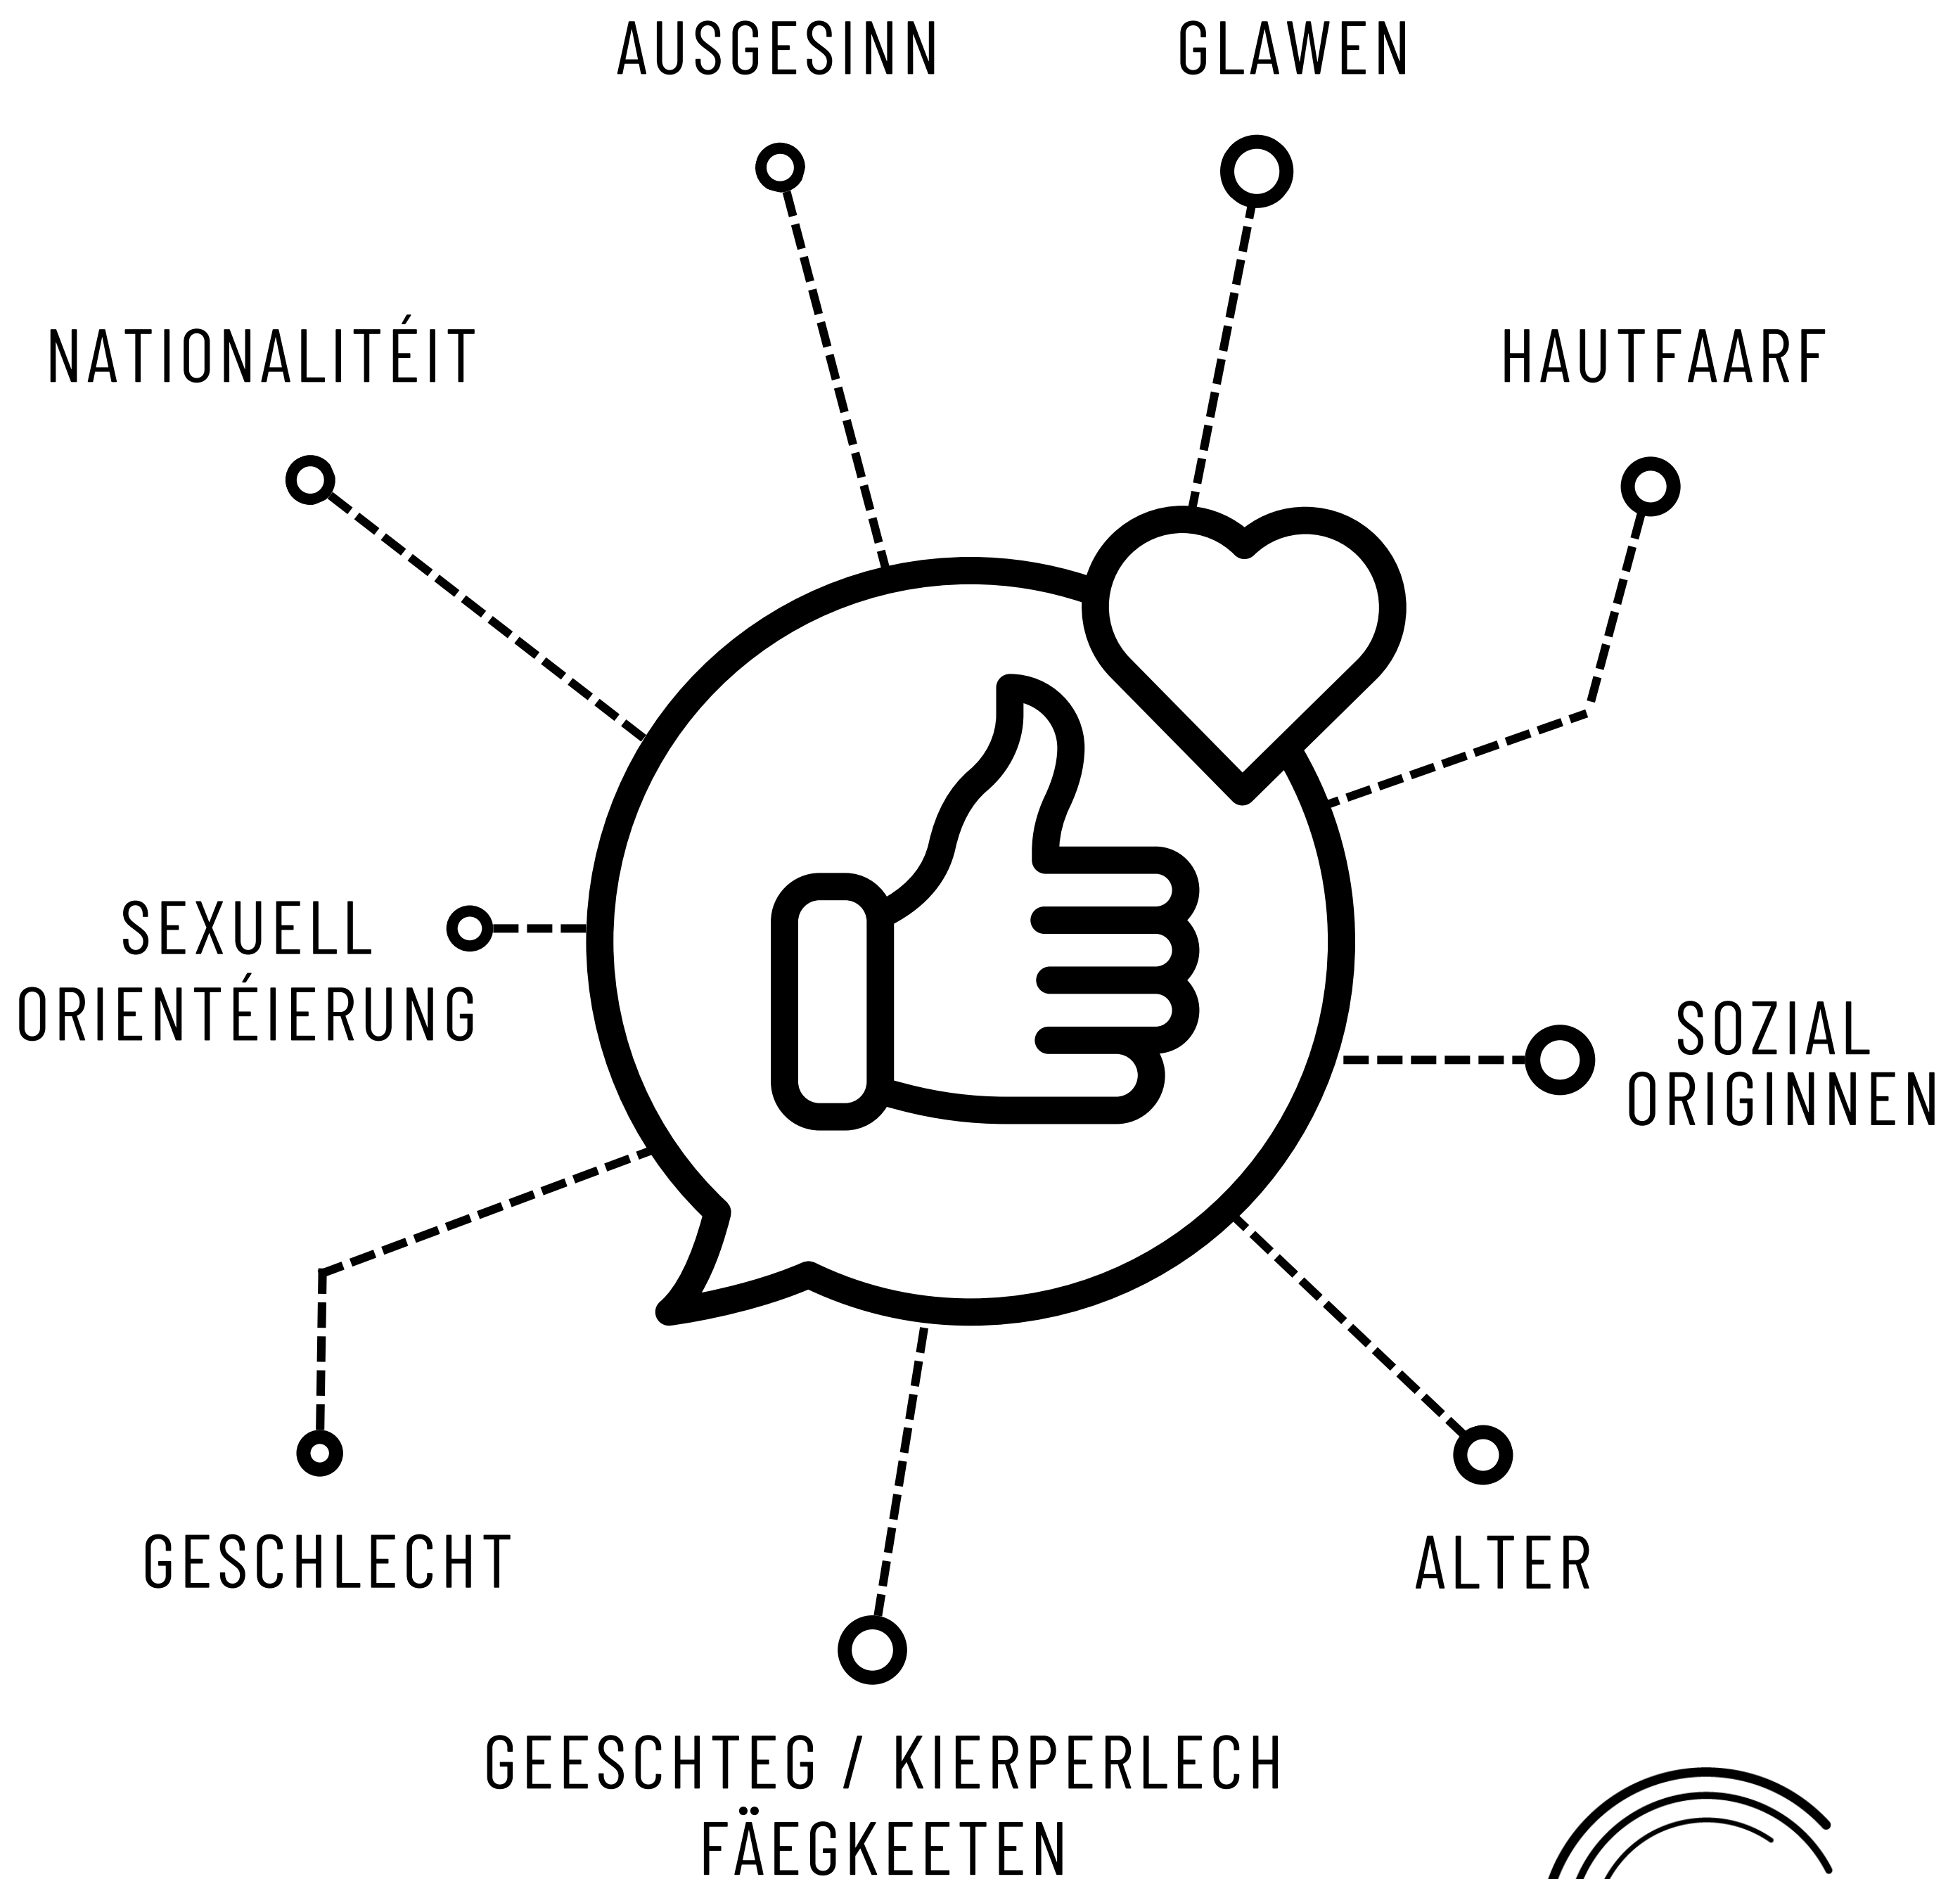 AUSGESINN
GLAWEN
NATIONALITÉIT
HAUTFAARF
SEXUELL
ORIENTÉIERUNG
SOZIAL
ORIGINNEN
GESCHLECHT
ALTER
GEESCHTEG / KIERPERLECH
FÄEGKEETEN